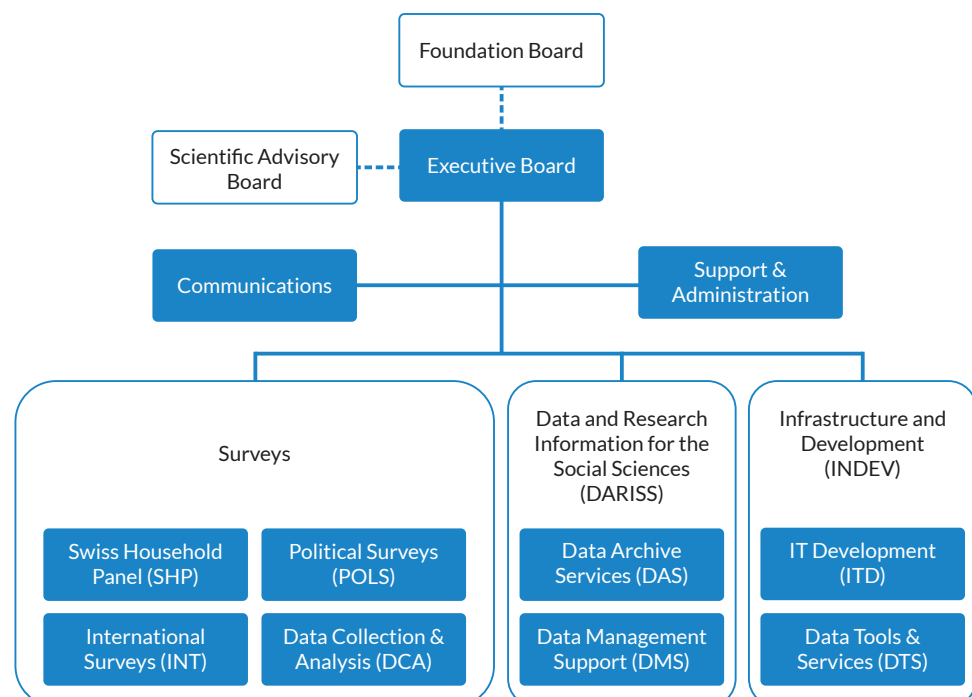 Foundation Board
Scientific Advisory
Board
Executive Board
Communications
Support &
Administration
Surveys
Swiss Household
Panel (SHP)
Political Surveys
(POLS)
International
Surveys (INT)
Data Collection &
Analysis (DCA)
Data and Research
Information for the
Social Sciences
(DARISS)
Data Archive
Services (DAS)
Data Management
Support (DMS)
Infrastructure and
Development
(INDEV)
IT Development
(ITD)
Data Tools &
Services (DTS)